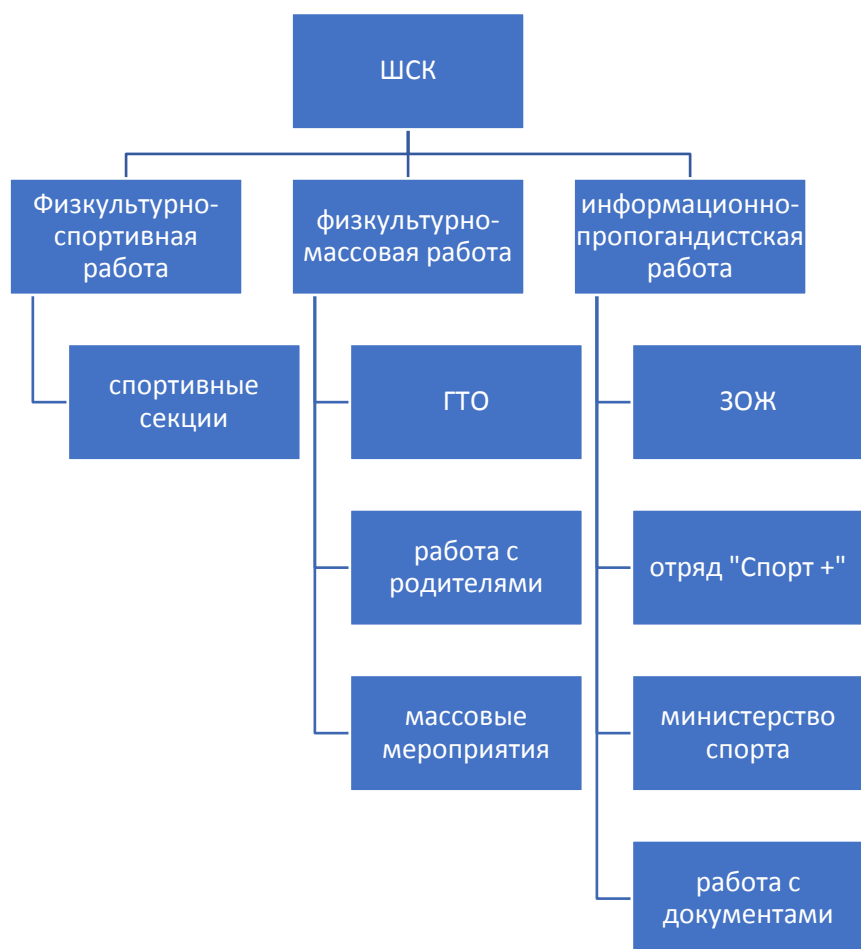 ШСК
Физкультурно-
спортивная
работа
физкультурно-
массовая работа
информационно-
пропогандистская
работа
спортивные
секции
ГТО
ЗОЖ
работа с
родителями
отряд "Спорт +"
массовые
мероприятия
министерство
спорта
работа с
документами